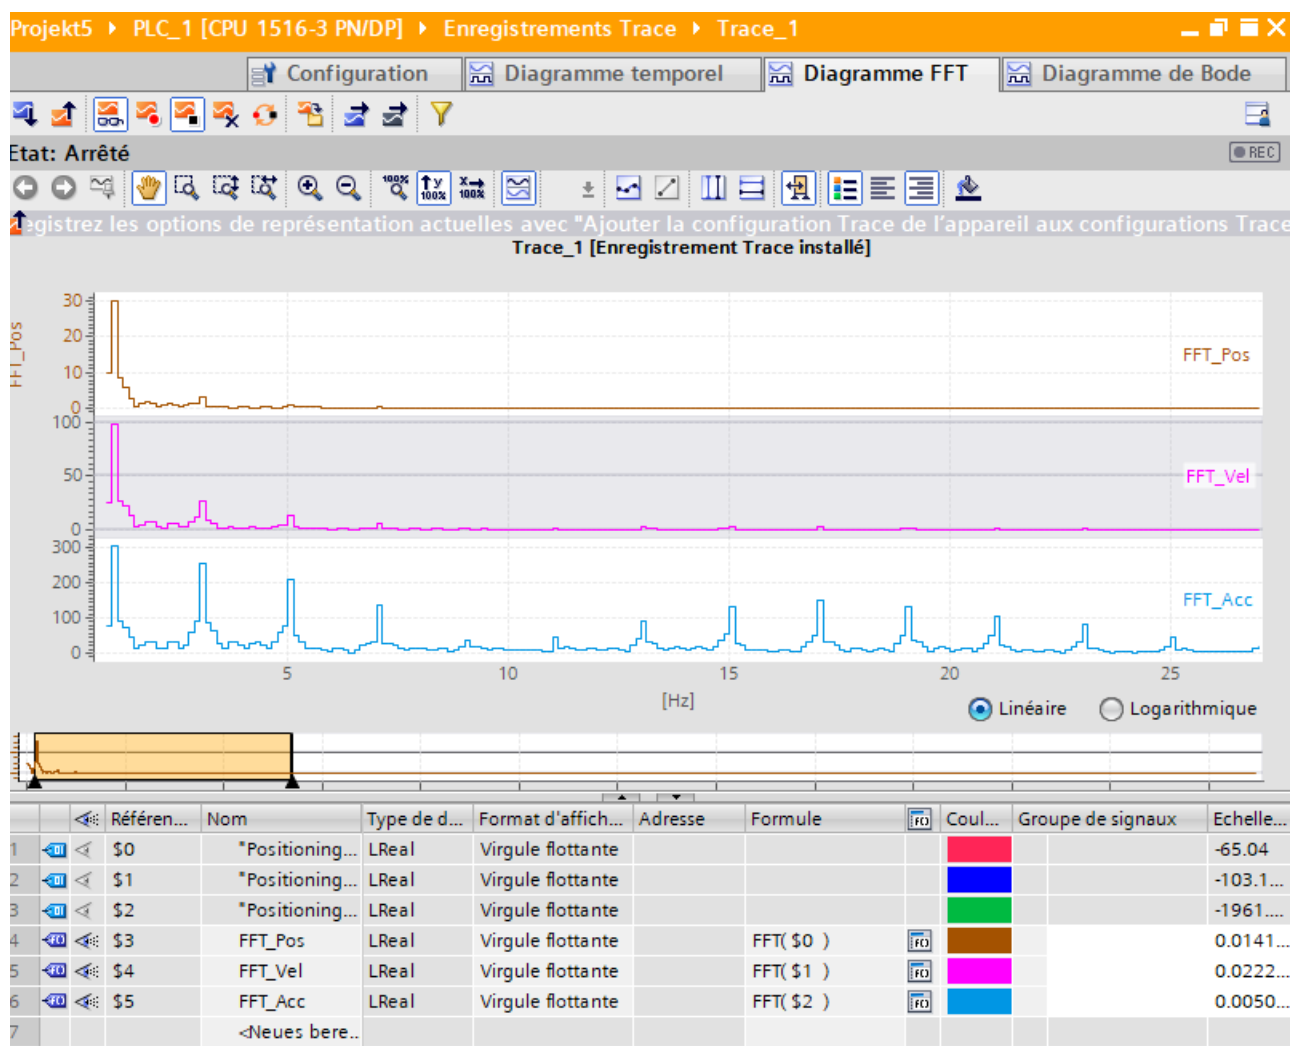 Projekt5 ▸ PLC_1 [CPU 1516-3 PN/DP] ▸ Enregistrements Trace ▸ Trace_1
Configuration Diagramme temporel Diagramme FFT Diagramme de Bode
Etat: Arrêté REC
egistrez les options de représentation actuelles avec "Ajouter la configuration Trace de l'appareil aux configurations Trace
Trace_1 [Enregistrement Trace installé]
FFT_Pos
30
20
10
0
FFT_Pos
100
50
0
FFT_Vel
300
200
100
0
FFT_Acc
5 10 15 20 25
[Hz]
Linéaire Logarithmique
Référen... Nom Type de d... Format d'affich... Adresse Formule Coul... Groupe de signaux Echelle...
1 $0 "Positioning... LReal Virgule flottante -65.04
2 $1 "Positioning... LReal Virgule flottante -103.1...
3 $2 "Positioning... LReal Virgule flottante -1961....
4 $3 FFT_Pos LReal Virgule flottante FFT( $0 ) 0.0141...
5 $4 FFT_Vel LReal Virgule flottante FFT( $1 ) 0.0222...
6 $5 FFT_Acc LReal Virgule flottante FFT( $2 ) 0.0050...
7 <Neues bere..